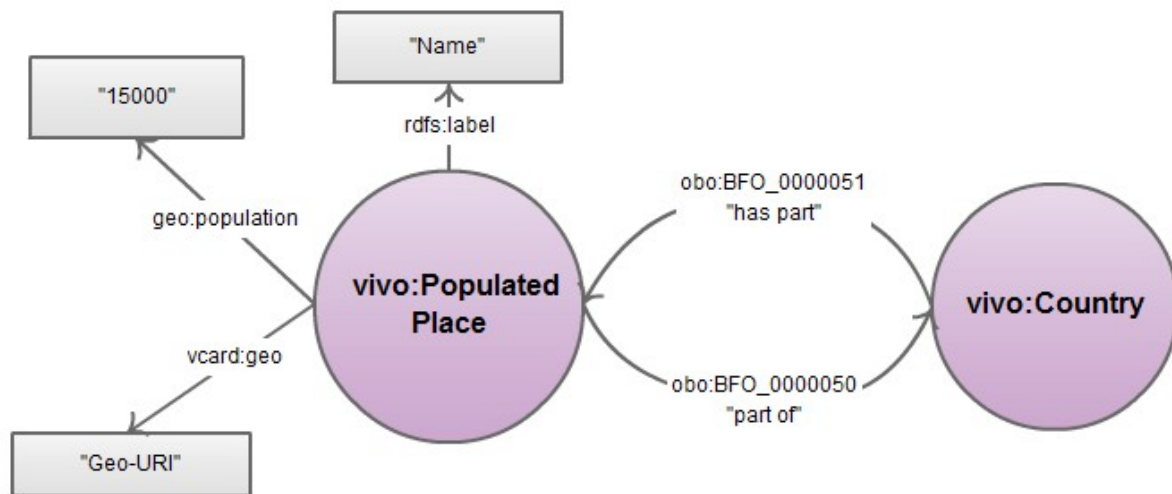 "Name"
"15000"
rdfs:label
geo:population
vivo:Populated
Place
vcard:geo
"Geo-URI"
obo:BFO_0000051
"has part"
vivo:Country
obo:BFO_0000050
"part of"